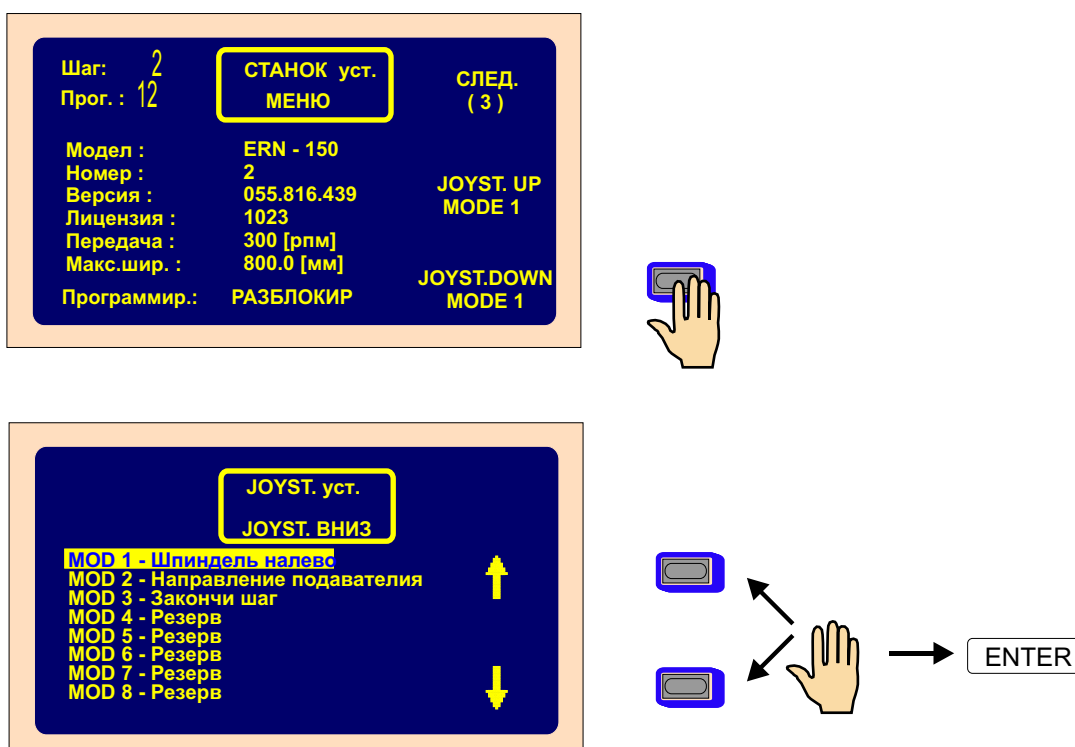 Шаг: 2
Прог. : 12
СТАНОК уст.
МЕНЮ
СЛЕД.
( 3 )
Модел : ERN - 150
Номер : 2
Версия : 055.816.439
Лицензия : 1023
Передача : 300 [рпм]
Макс.шир. : 800.0 [мм]
Программир.: РАЗБЛОКИР
JOYST. UP
MODE 1
JOYST.DOWN
MODE 1
JOYST. уст.
JOYST. ВНИЗ
MOD 1 - Шпиндель налево
MOD 2 - Направление подавателия
MOD 3 - Закончи шаг
MOD 4 - Резерв
MOD 5 - Резерв
MOD 6 - Резерв
MOD 7 - Резерв
MOD 8 - Резерв
ENTER